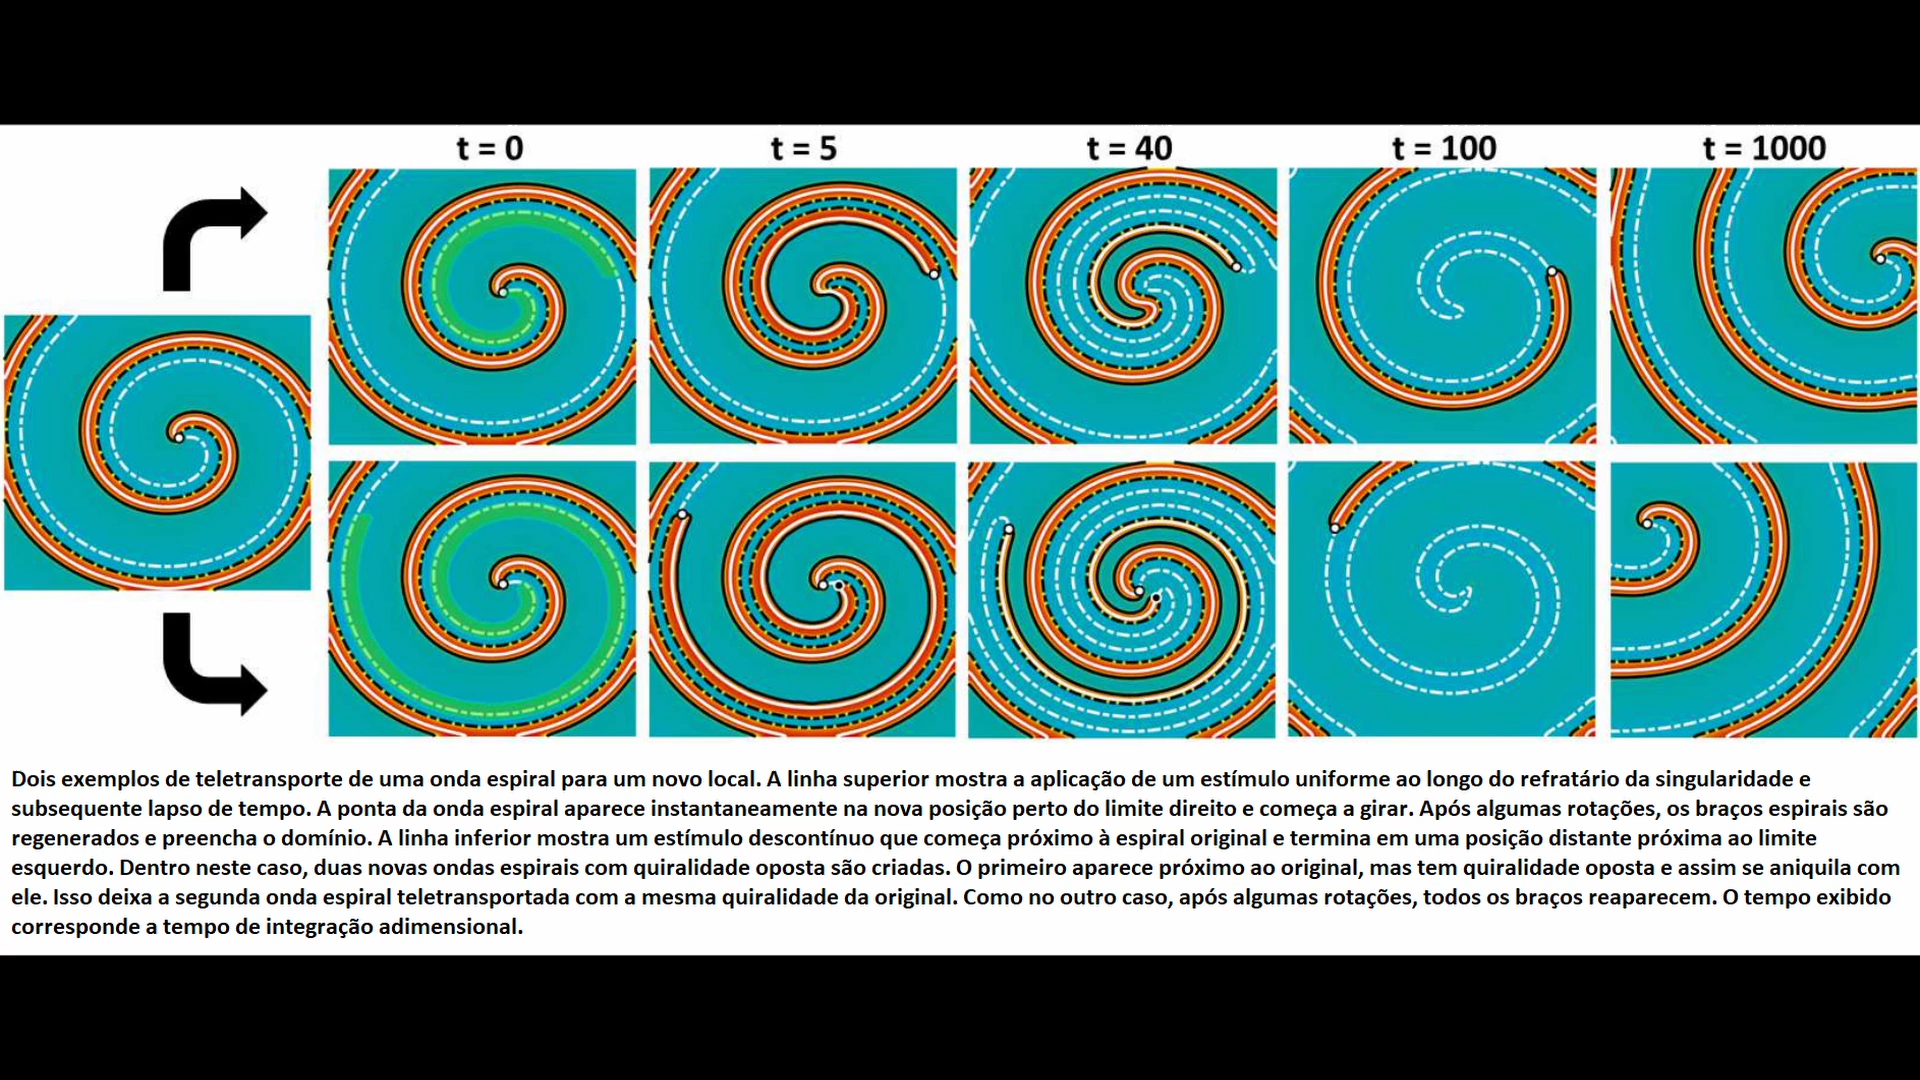 t = 0
t = 5
t = 40
t = 100
t = 1000
Dois exemplos de teletransporte de uma onda espiral para um novo local. A linha superior mostra a aplicação de um estímulo uniforme ao longo do refratário da singularidade e
subsequente lapso de tempo. A ponta da onda espiral aparece instantaneamente na nova posição perto do limite direito e começa a girar. Após algumas rotações, os braços espirais são
regenerados e preencha o domínio. A linha inferior mostra um estímulo descontínuo que começa próximo à espiral original e termina em uma posição distante próxima ao limite
esquerdo. Dentro neste caso, duas novas ondas espirais com quiralidade oposta são criadas. O primeiro aparece próximo ao original, mas tem quiralidade oposta e assim se aniquila com
ele. Isso deixa a segunda onda espiral teletransportada com a mesma quiralidade da original. Como no outro caso, após algumas rotações, todos os braços reaparecem. O tempo exibido
corresponde a tempo de integração adimensional.